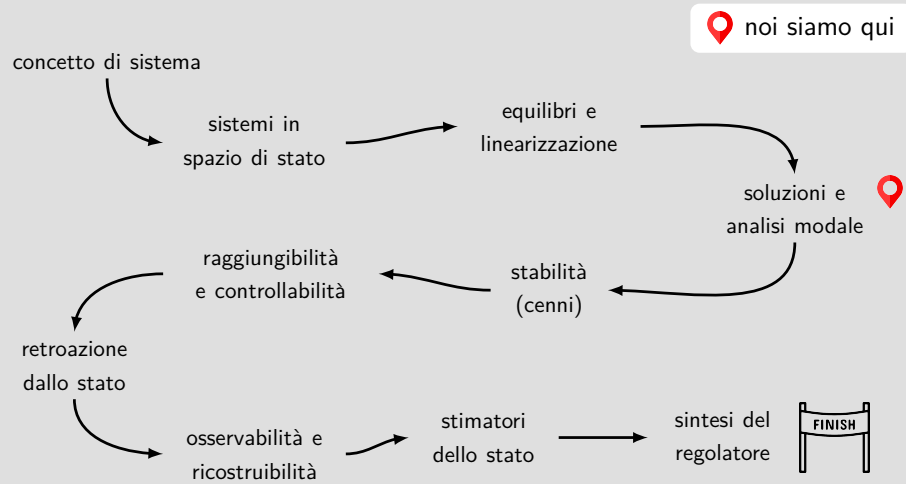 noi siamo qui
concetto di sistema
sistemi in
spazio di stato
equilibri e
linearizzazione
soluzioni e
analisi modale
stabilità
(cenni)
raggiungibilità
e controllabilità
retroazione
dallo stato
osservabilità e
ricostruibilità
stimatori
dello stato
sintesi del
regolatore
FINISH